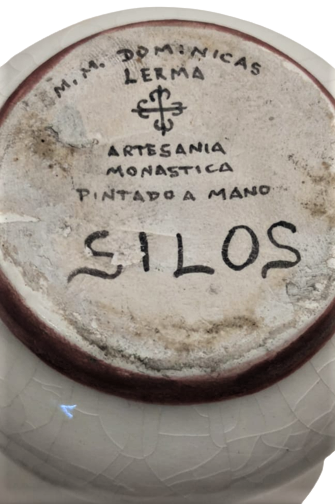 M.M. DOMINICAS
LERMA
ARTESANIA
MONASTICA
PINTADO A MANO
SILOS